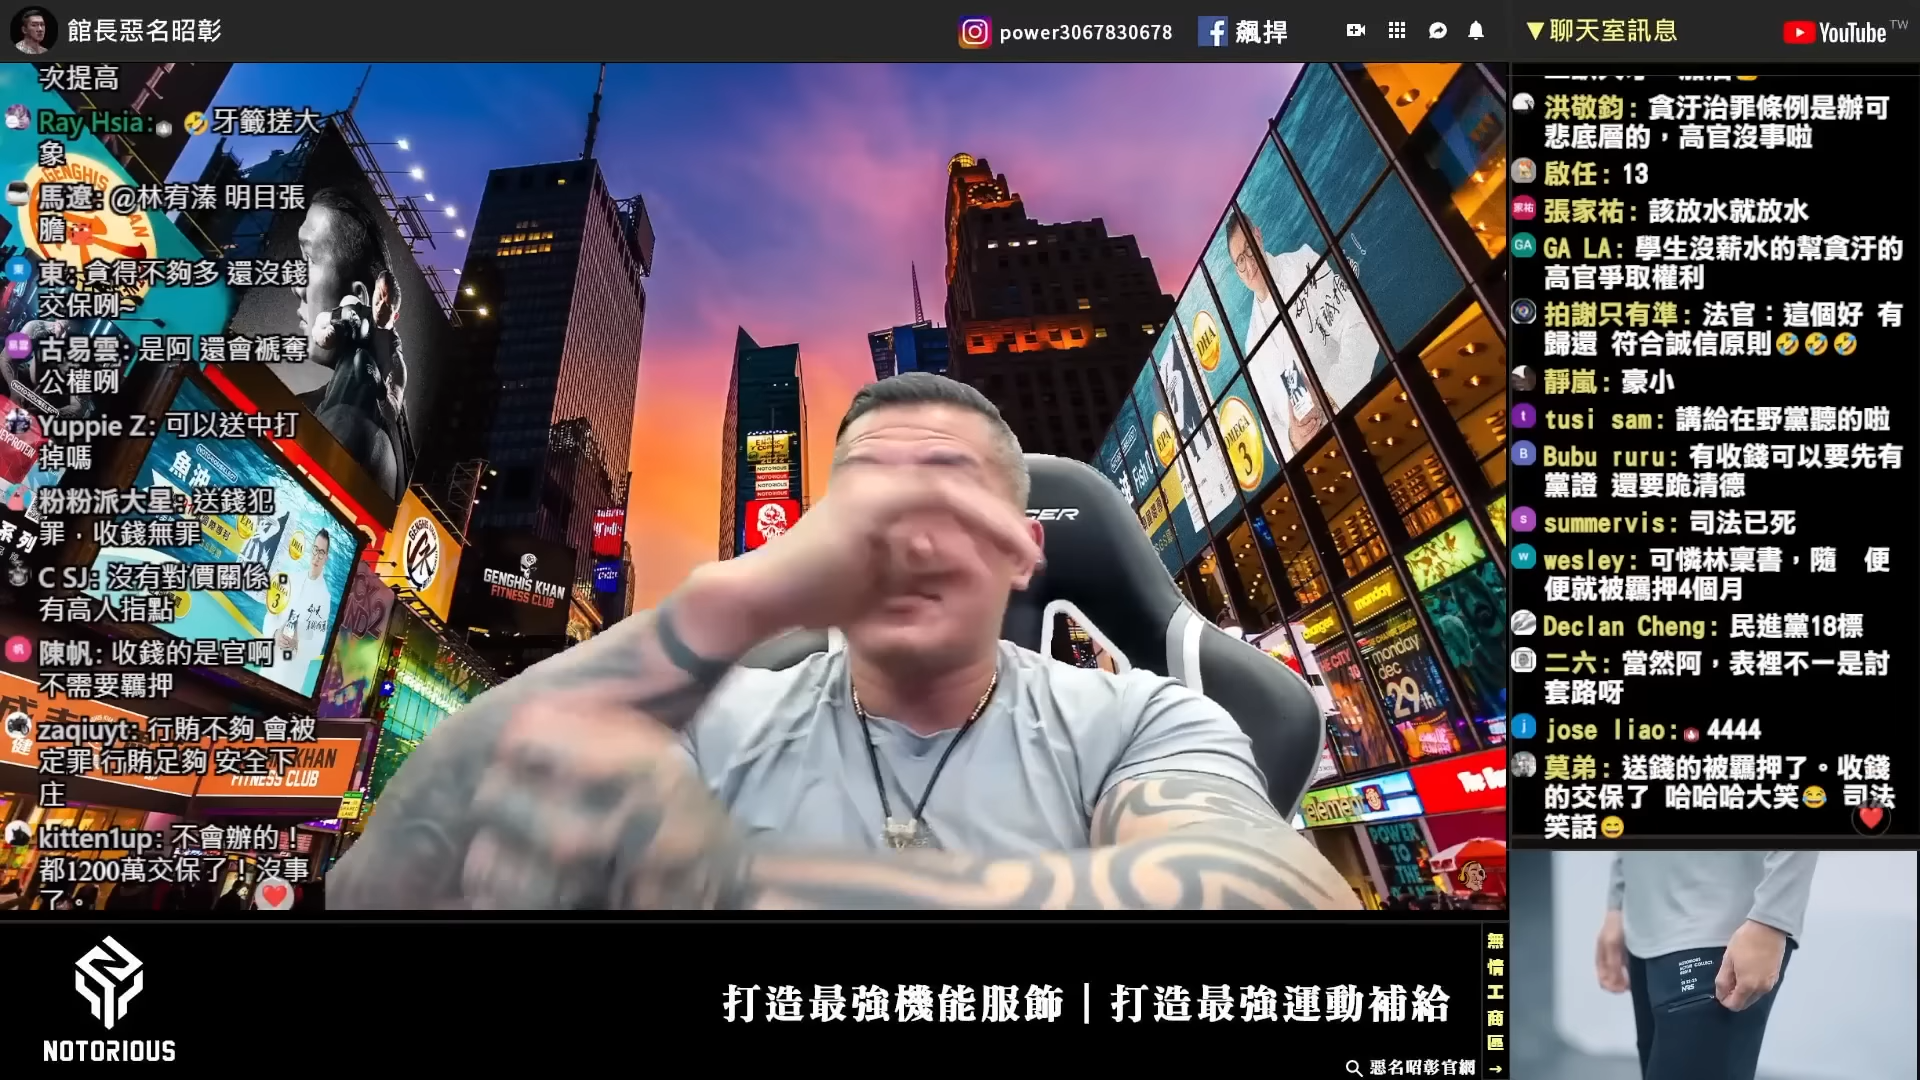 館長惡名昭彰
power3067830678
飆捍
▼聊天室訊息
YouTube TW
次提高
Ray Hsia: 🤣牙籤搓大
象
馬遼: @林宥溱 明目張
膽
東: 貪得不夠多 還沒錢
交保咧~
古易雲: 是阿 還會褫奪
公權咧
Yuppie Z: 可以送中打
掉嗎
粉粉派大星: 送錢犯
罪，收錢無罪
C SJ: 沒有對價關係，
有高人指點
陳帆: 收錢的是官啊，
不需要羈押
zaqiuyt: 行賄不夠 會被
定罪 行賄足夠 安全下
庄
kitten1up: 不會辦的！
都1200萬交保了！沒事
了。
洪敬鈞: 貪汙治罪條例是辦可
悲底層的，高官沒事啦
啟任: 13
張家祐: 該放水就放水
GA LA: 學生沒薪水的幫貪汙的
高官爭取權利
拍謝只有準: 法官：這個好 有
歸還 符合誠信原則🤣🤣🤣
靜嵐: 豪小
tusi sam: 講給在野黨聽的啦
Bubu ruru: 有收錢可以要先有
黨證 還要跪清德
summervis: 司法已死
wesley: 可憐林稟書，隨 便
便就被羈押4個月
Declan Cheng: 民進黨18標
二六: 當然阿，表裡不一是討
套路呀
jose liao: 4444
莫弟: 送錢的被羈押了。收錢
的交保了 哈哈哈大笑😂 司法
笑話😄
GENGHIS KHAN
FITNESS CLUB
魚油
DHA
EPA
OMEGA
3
monday
dec
29th
element
POWER
TO THE
KHAN
FITNESS CLUB
NOTORIOUS
打造最強機能服飾｜打造最強運動補給
惡名昭彰官網
無情工商區→